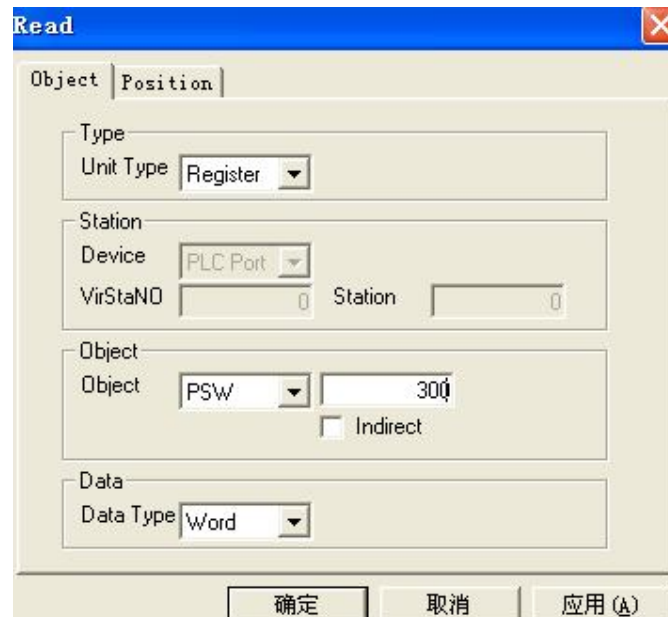 Read
Object Position
Type
Unit Type Register
Station
Device PLC Port
VirStaNO 0 Station 0
Object
Object PSW 300
Indirect
Data
Data Type Word
确定 取消 应用(A)